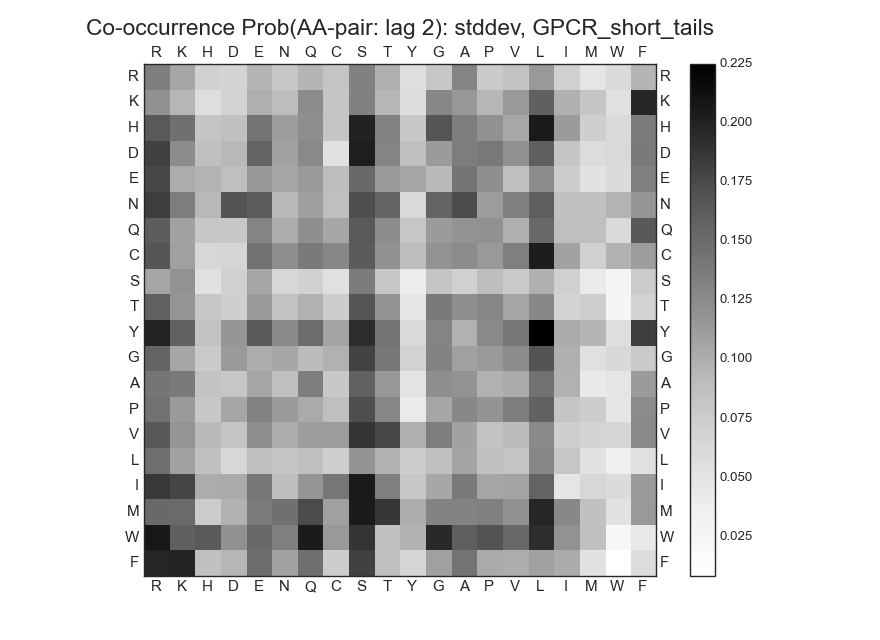 Co-occurrence Prob(AA-pair: lag 2): stddev, GPCR_short_tails
R K H D E N Q C S T Y G A P V L I M W F
R R
K K
H H
D D
E E
N N
Q Q
C C
S S
T T
Y Y
G G
A A
P P
V V
L L
I I
M M
W W
F F
R K H D E N Q C S T Y G A P V L I M W F
0.225
0.200
0.175
0.150
0.125
0.100
0.075
0.050
0.025